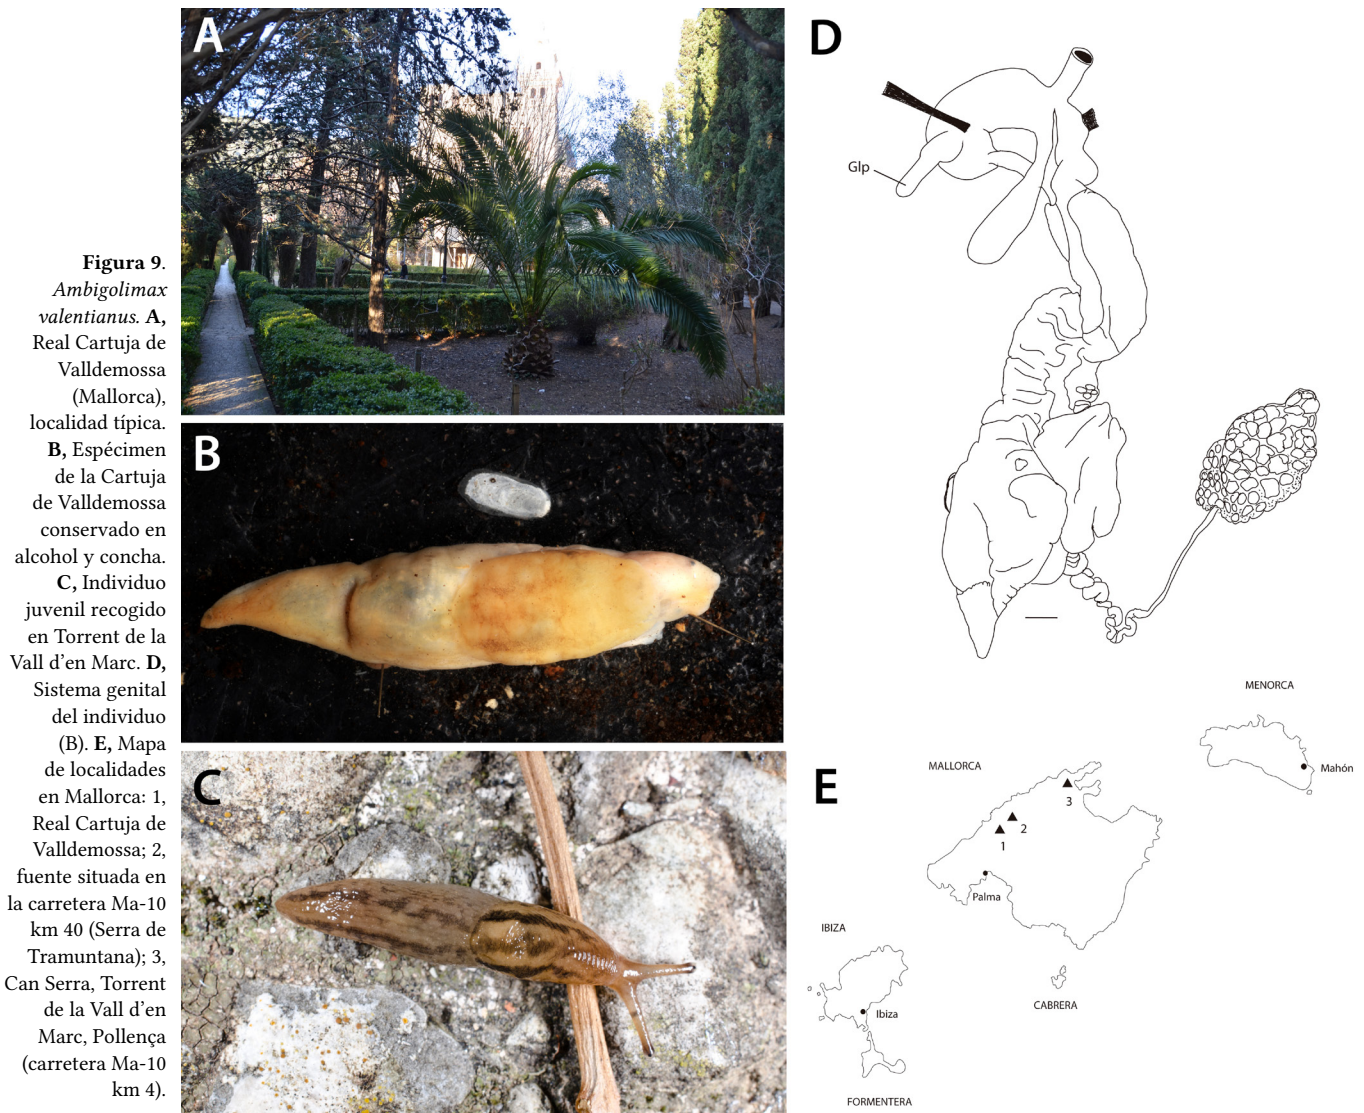 Figura 9.
Ambigolimax
valentianus. A,
Real Cartuja de
Valldemossa
(Mallorca),
localidad típica.
B, Espécimen
de la Cartuja
de Valldemossa
conservado en
alcohol y concha.
C, Individuo
juvenil recogido
en Torrent de la
Vall d'en Marc. D,
Sistema genital
del individuo
(B). E, Mapa
de localidades
en Mallorca: 1,
Real Cartuja de
Valldemossa; 2,
fuente situada en
la carretera Ma-10
km 40 (Serra de
Tramuntana); 3,
Can Serra, Torrent
de la Vall d'en
Marc, Pollença
(carretera Ma-10
km 4).
A
B
C
D
Glp
E
MENORCA
Mahón
MALLORCA
3
2
1
Palma
IBIZA
Ibiza
CABRERA
FORMENTERA